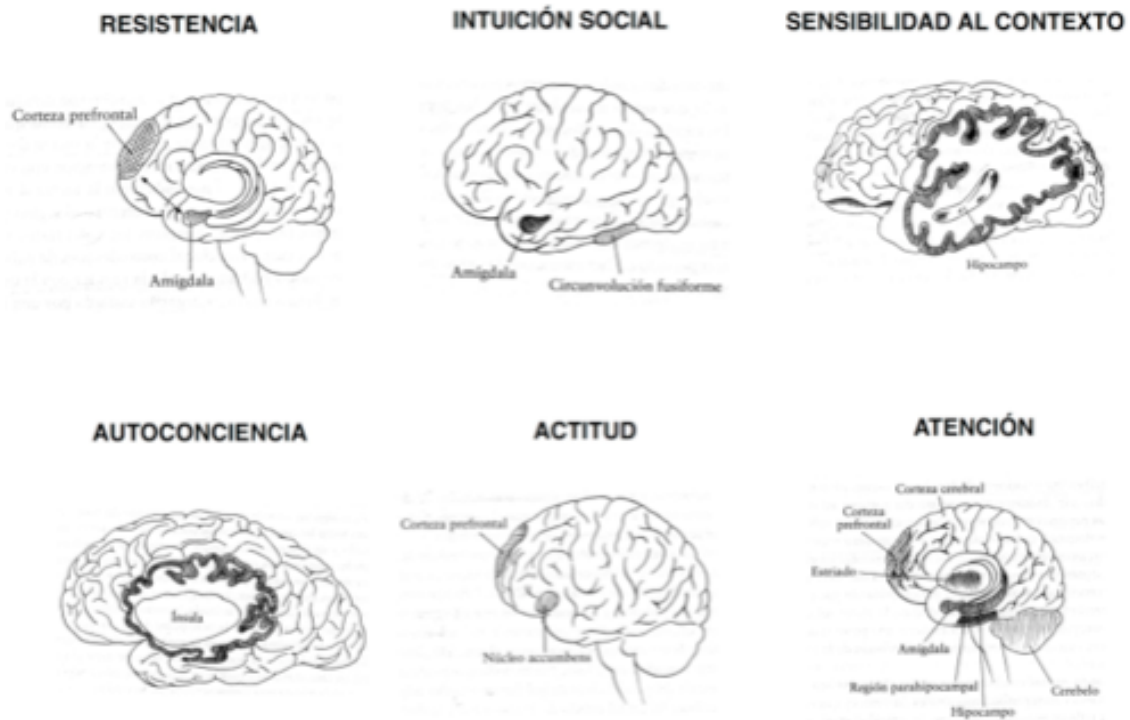 RESISTENCIA
Corteza prefrontal
Amígdala
INTUICIÓN SOCIAL
Amígdala
Circunvolución fusiforme
SENSIBILIDAD AL CONTEXTO
Hipocampo
AUTOCONCIENCIA
Ínsula
ACTITUD
Corteza prefrontal
Núcleo accumbens
ATENCIÓN
Corteza cerebral
Corteza
prefrontal
Estriado
Amígdala
Región parahipocampal
Hipocampo
Cerebelo